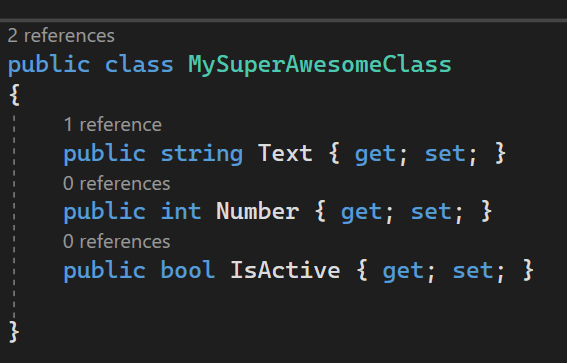 2 references
public class MySuperAwesomeClass
{
1 reference
public string Text { get; set; }
0 references
public int Number { get; set; }
0 references
public bool IsActive { get; set; }
}